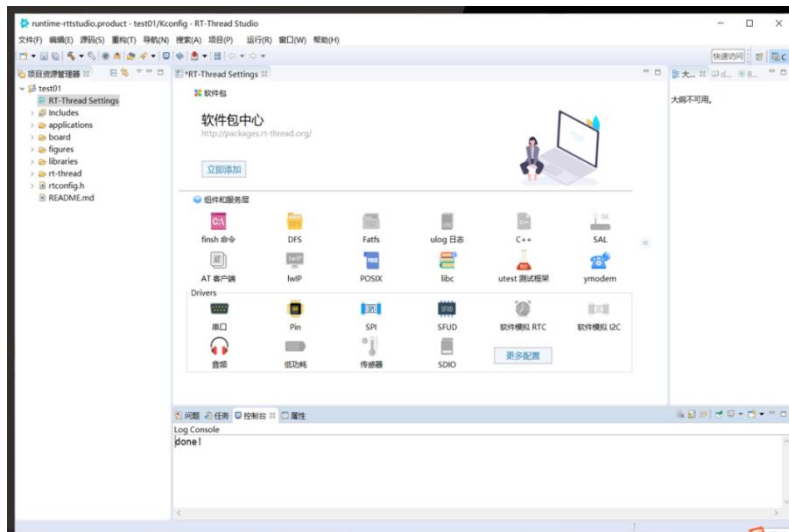 runtime-rttstudio.product - test01/Kconfig - RT-Thread Studio
文件(F) 编辑(E) 源码(S) 重构(T) 导航(N) 搜索(A) 项目(P) 运行(R) 窗口(W) 帮助(H)
快速访问
项目资源管理器
*RT-Thread Settings
大...
test01
RT-Thread Settings
Includes
applications
board
figures
libraries
rt-thread
rtconfig.h
README.md
软件包
软件包中心
http://packages.rt-thread.org/
立即添加
大纲不可用。
组件和服务层
finsh 命令 DFS Fatfs ulog 日志 C++ SAL
AT 客户端 lwIP POSIX libc utest 测试框架 ymodem
Drivers
串口 Pin SPI SFUD 软件模拟 RTC 软件模拟 I2C
音频 低功耗 传感器 SDIO 更多配置
问题 任务 控制台 属性
Log Console
done!